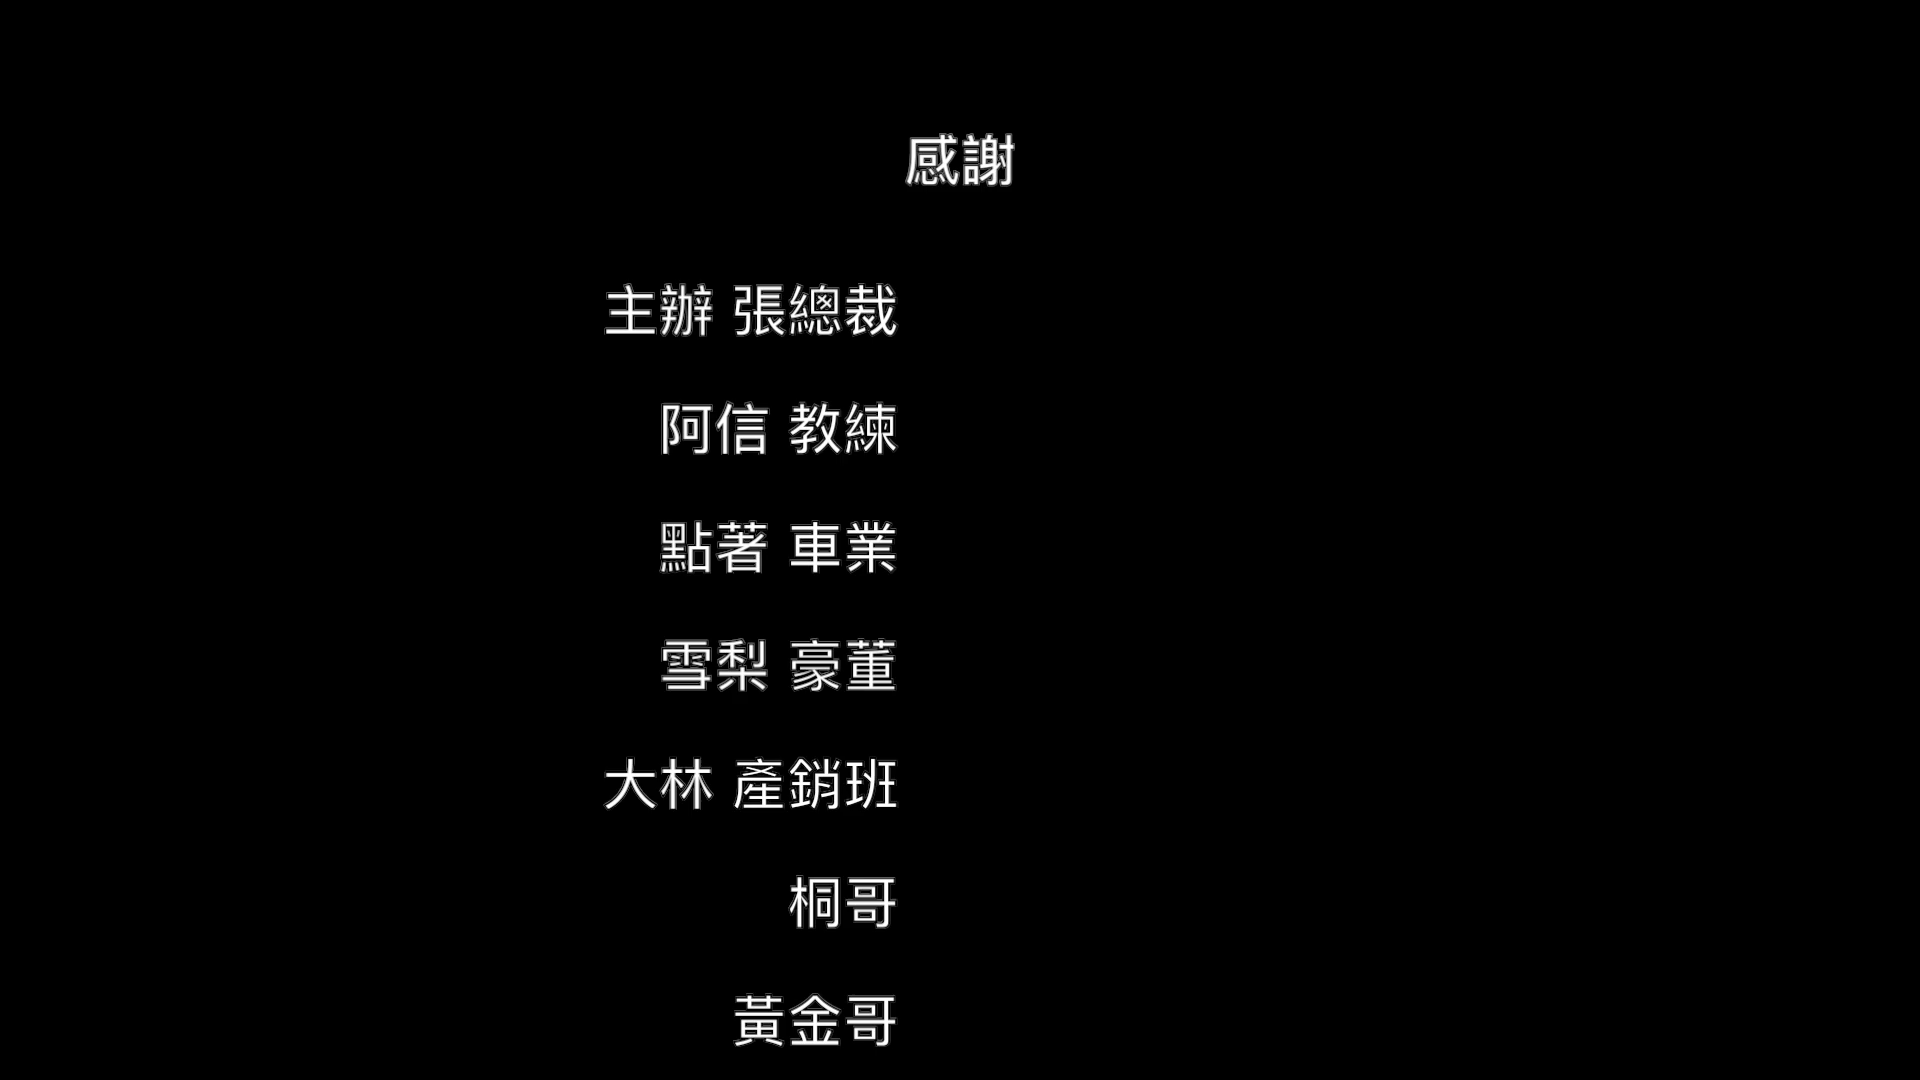 感謝
主辦 張總裁
阿信 教練
點著 車業
雪梨 豪董
大林 產銷班
桐哥
黃金哥